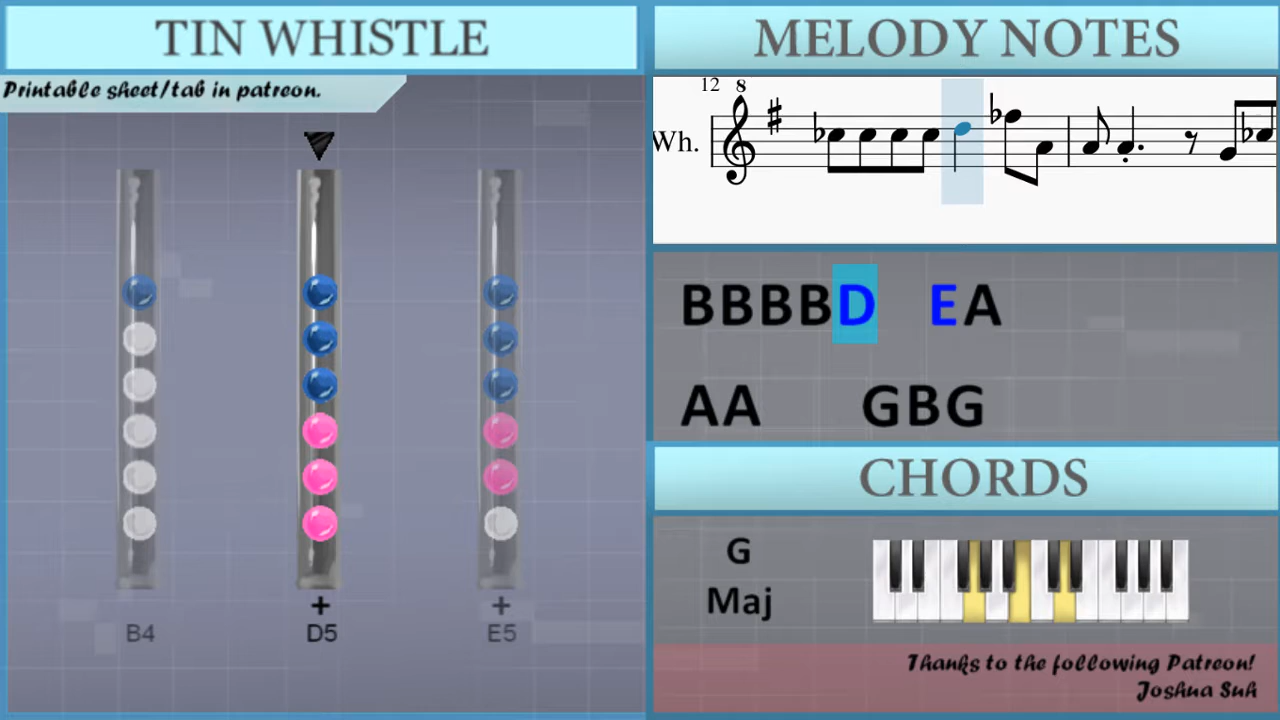 TIN WHISTLE
Printable sheet/tab in patreon.
B4
+
D5
+
E5
MELODY NOTES
12
8
Wh.
BBBBD EA
AA GBG
CHORDS
G
Maj
Thanks to the following Patreon!
Joshua Suh